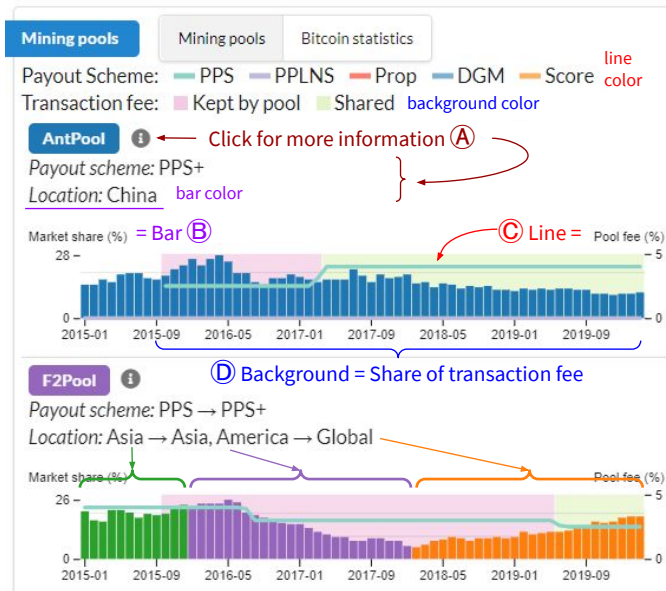 Mining pools Mining pools Bitcoin statistics
line
color
Payout Scheme: PPS PPLNS Prop DGM Score
Transaction fee: Kept by pool Shared background color
AntPool i Click for more information Ⓐ
Payout scheme: PPS+
Location: China bar color
Market share (%) = Bar Ⓑ Ⓒ Line = Pool fee (%)
28 5
0 0
2015-01 2015-09 2016-05 2017-01 2017-09 2018-05 2019-01 2019-09
Ⓓ Background = Share of transaction fee
F2Pool i
Payout scheme: PPS → PPS+
Location: Asia → Asia, America → Global
Market share (%) Pool fee (%)
26 5
0 0
2015-01 2015-09 2016-05 2017-01 2017-09 2018-05 2019-01 2019-09